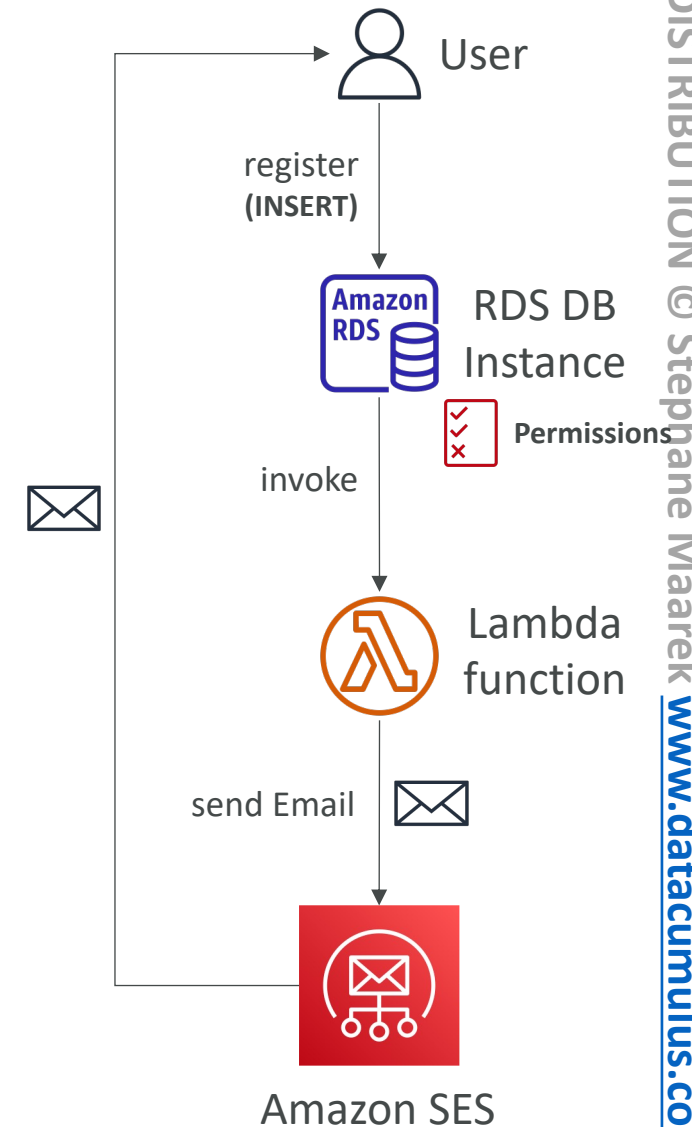 User
register
(INSERT)
Amazon
RDS
RDS DB
Instance
Permissions
invoke
Lambda
function
send Email
Amazon SES
DISTRIBUTION © Stephane Maarek www.datacumulus.co